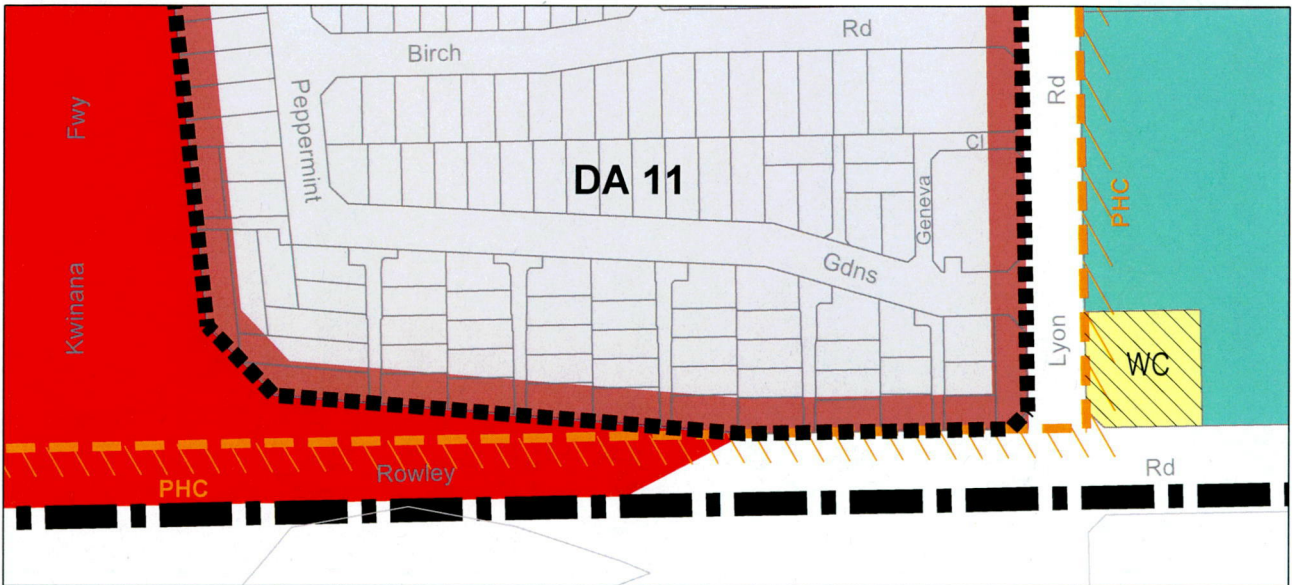 Birch
Rd
Fwy
Peppermint
Rd
Cl
DA 11
Geneva
PHC
Gdns
Kwinana
Lyon
WC
Rowley
Rd
PHC